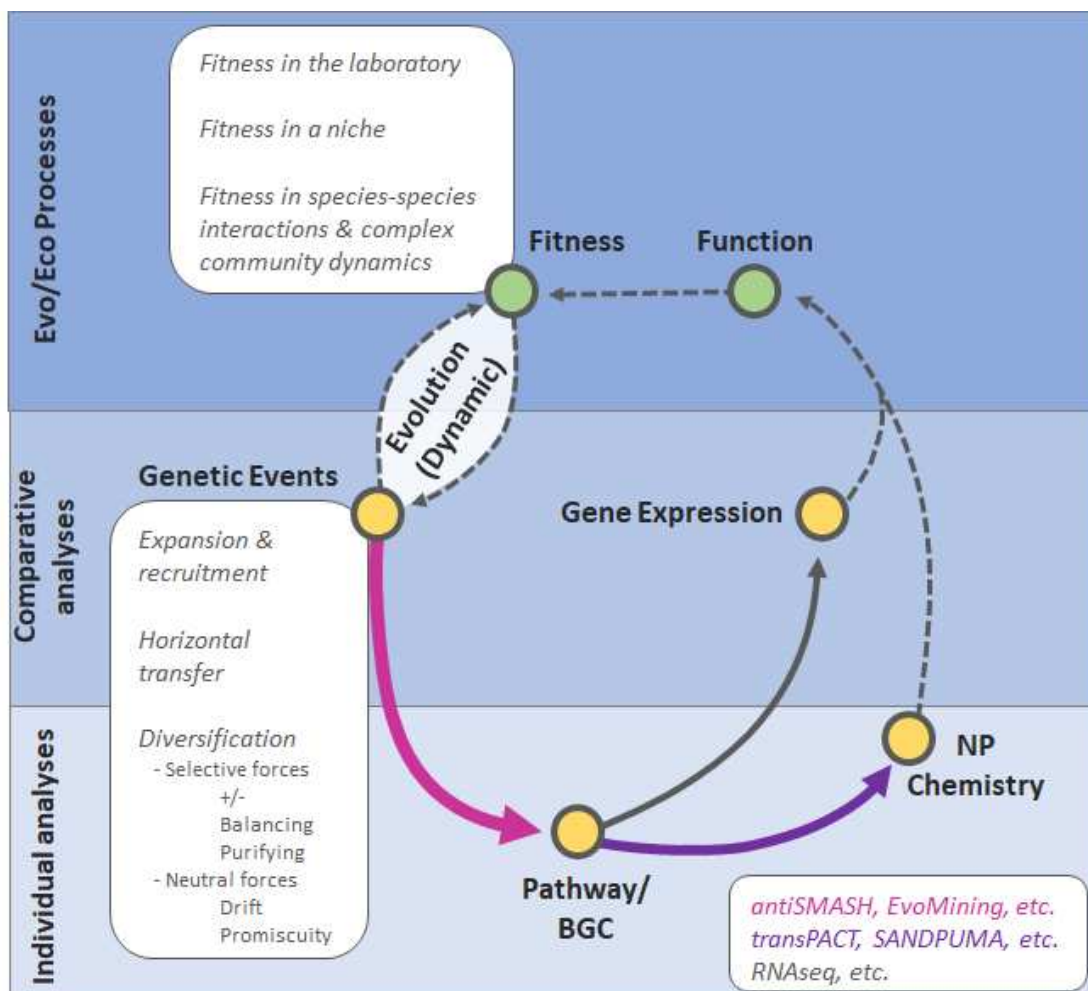 Evo/Eco Processes
Fitness in the laboratory
Fitness in a niche
Fitness in species-species
interactions & complex
community dynamics
Fitness
Function
Evolution
(Dynamic)
Comparative
analyses
Genetic Events
Expansion &
recruitment
Horizontal
transfer
Diversification
- Selective forces
+/-
Balancing
Purifying
- Neutral forces
Drift
Promiscuity
Gene Expression
Individual analyses
NP
Chemistry
Pathway/
BGC
antiSMASH, EvoMining, etc.
transPACT, SANDPUMA, etc.
RNAseq, etc.